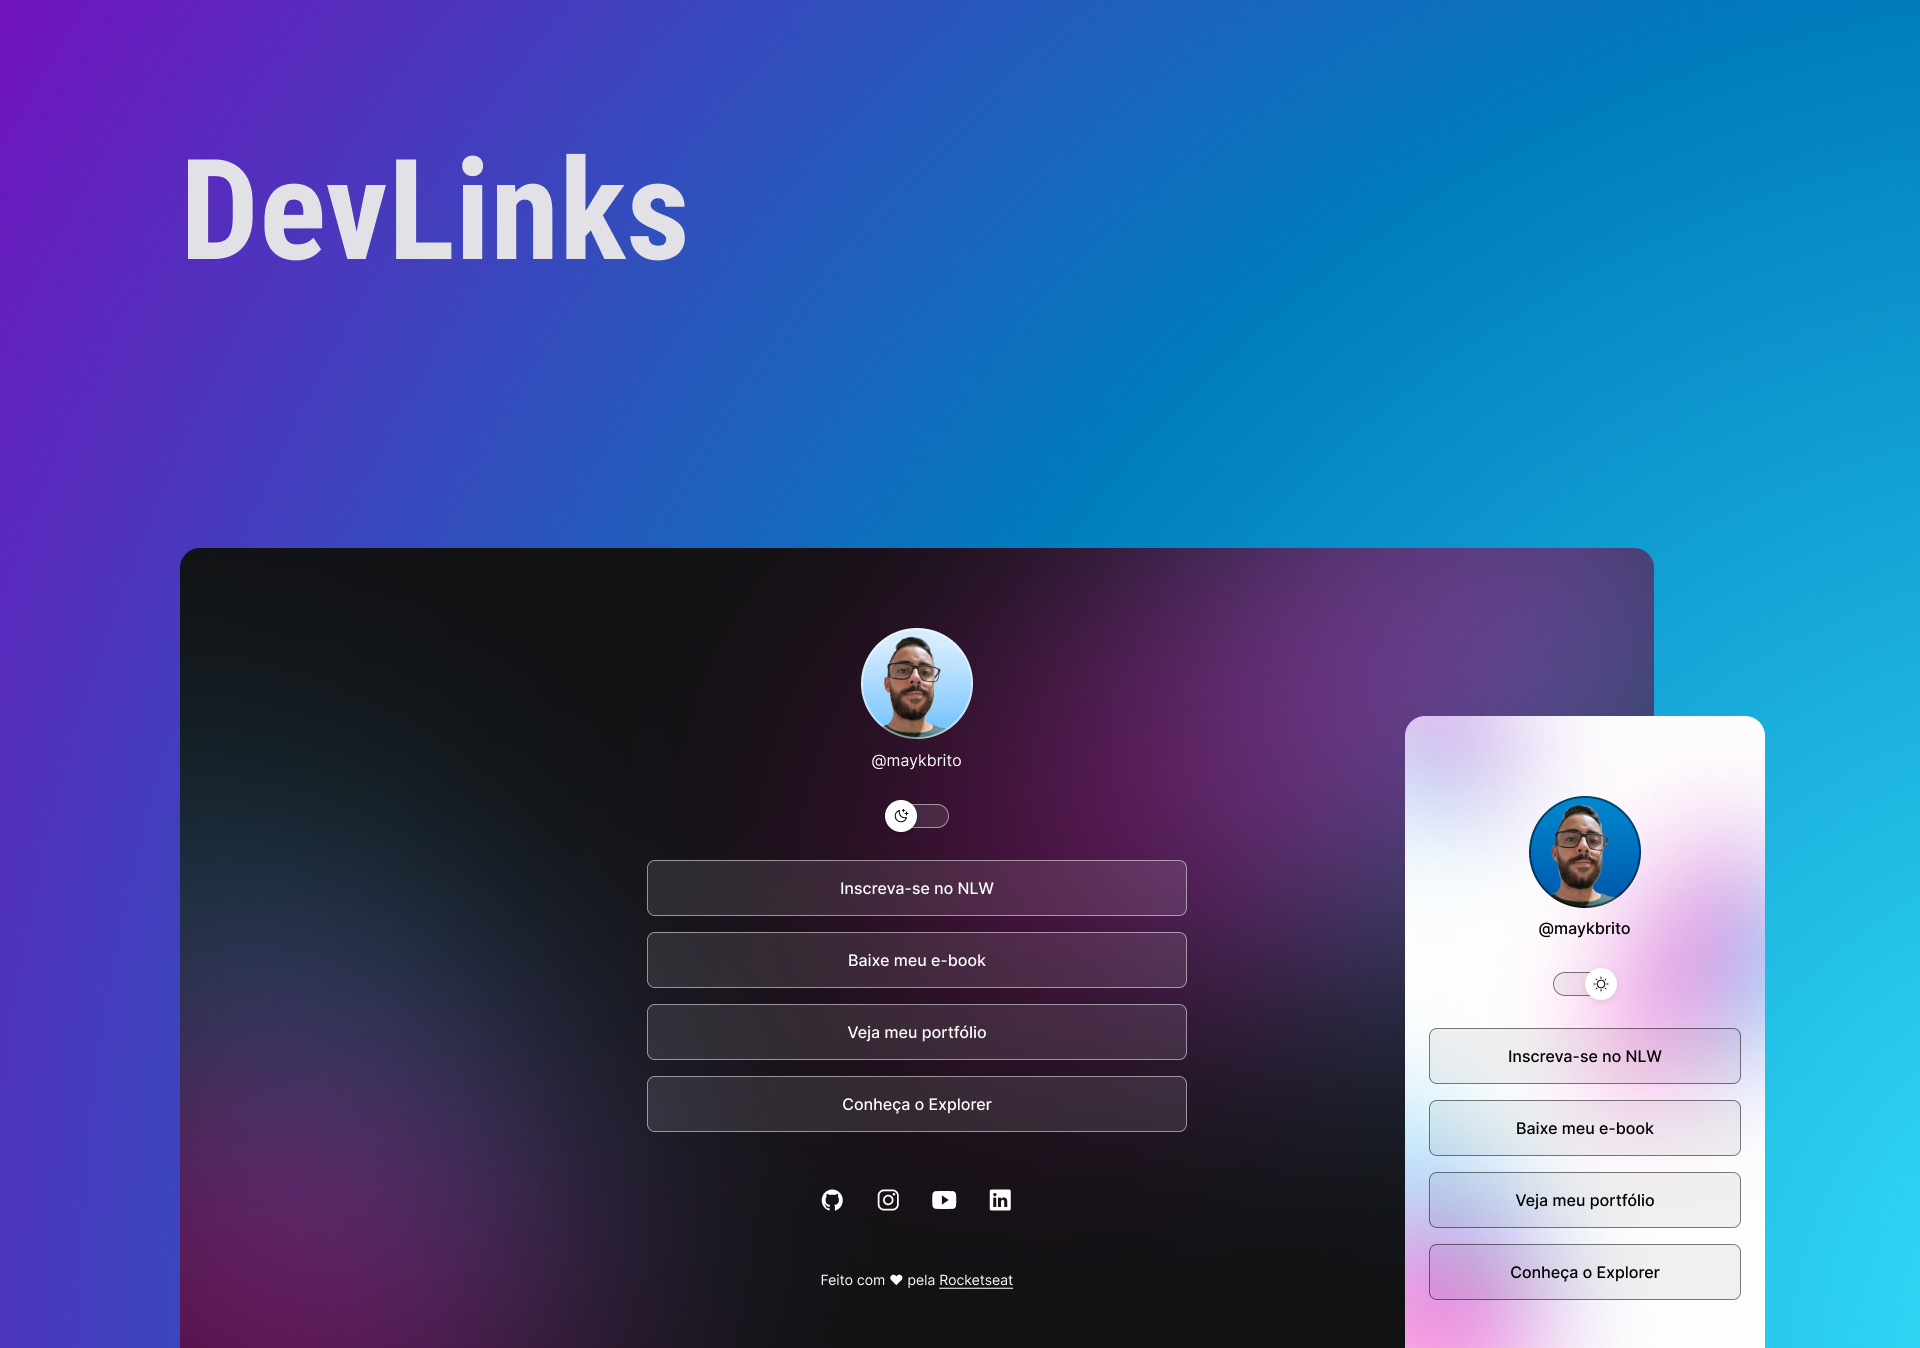 DevLinks
@maykbrito
Inscreva-se no NLW
Baixe meu e-book
Veja meu portfólio
Conheça o Explorer
Feito com ♥ pela Rocketseat
@maykbrito
Inscreva-se no NLW
Baixe meu e-book
Veja meu portfólio
Conheça o Explorer